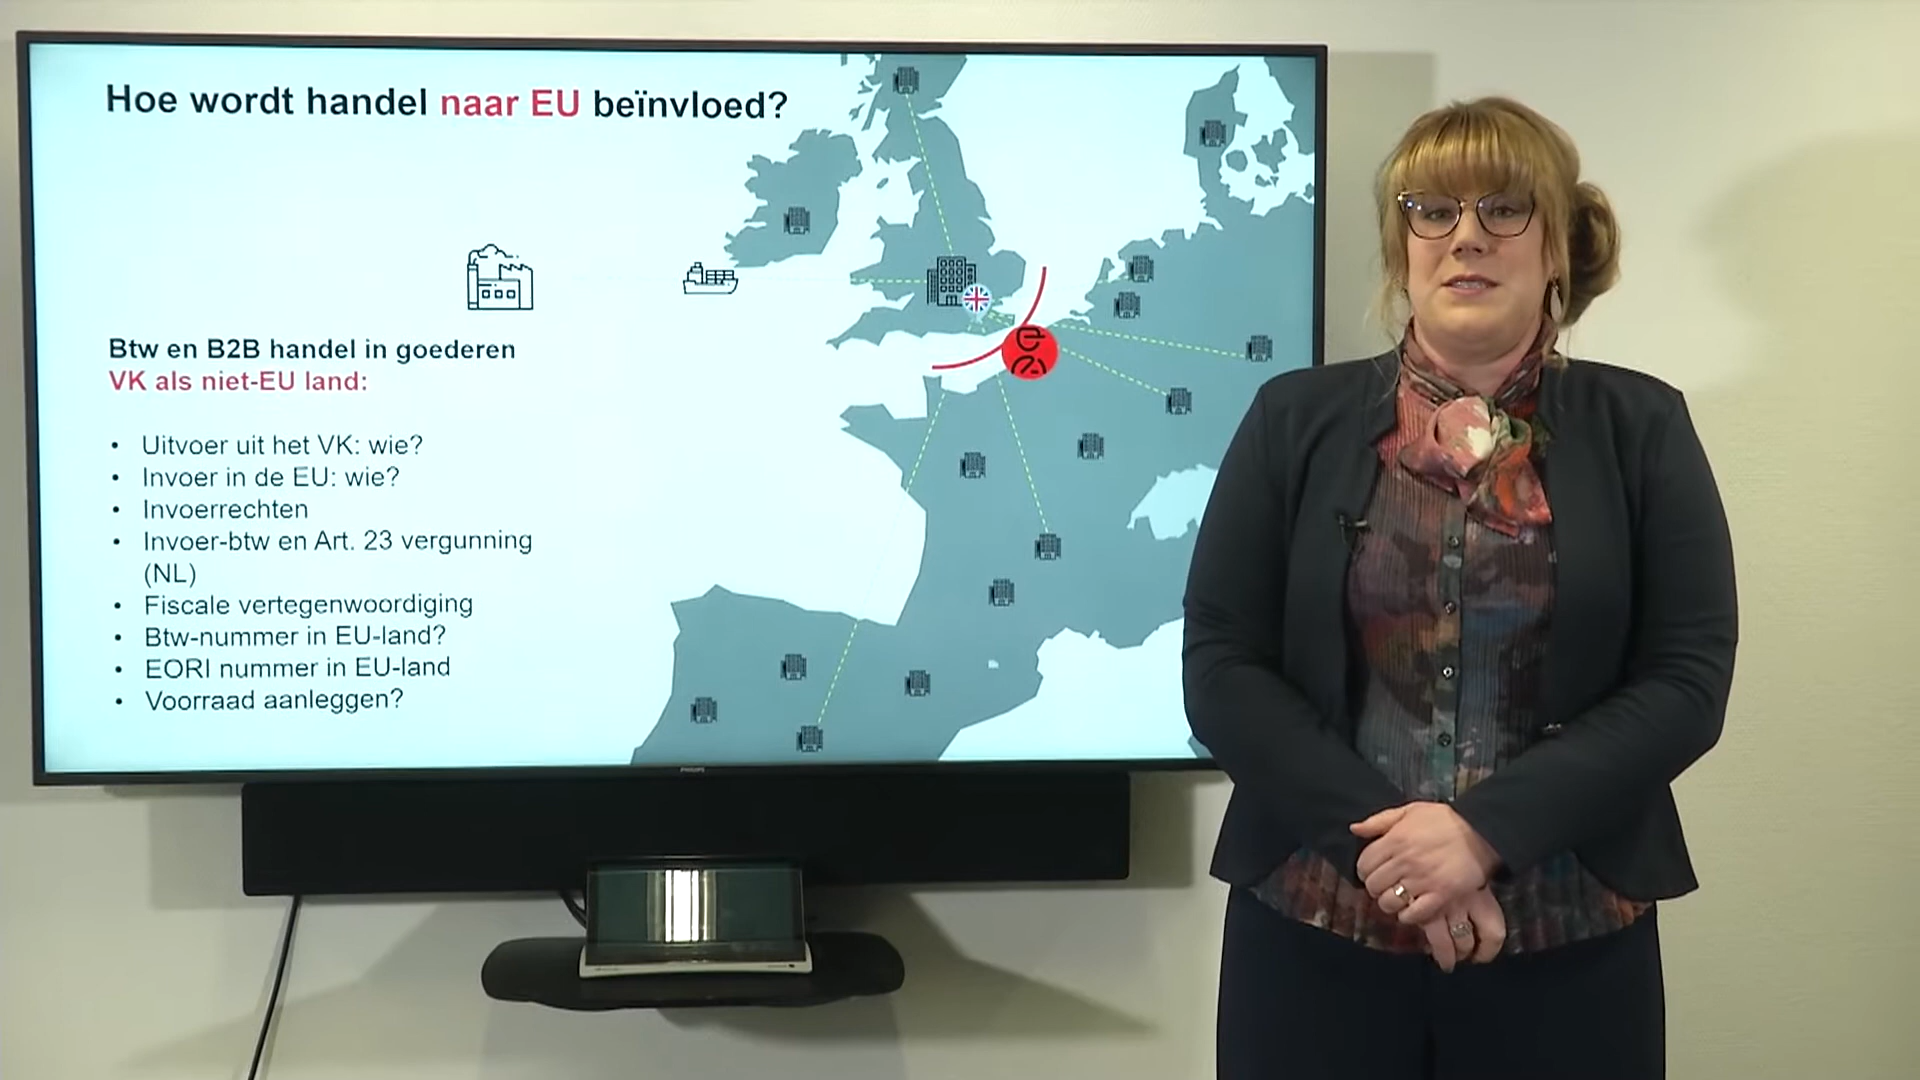 Hoe wordt handel naar EU beïnvloed?
Btw en B2B handel in goederen
VK als niet-EU land:
• Uitvoer uit het VK: wie?
• Invoer in de EU: wie?
• Invoerrechten
• Invoer-btw en Art. 23 vergunning
(NL)
• Fiscale vertegenwoordiging
• Btw-nummer in EU-land?
• EORI nummer in EU-land
• Voorraad aanleggen?
PHILIPS